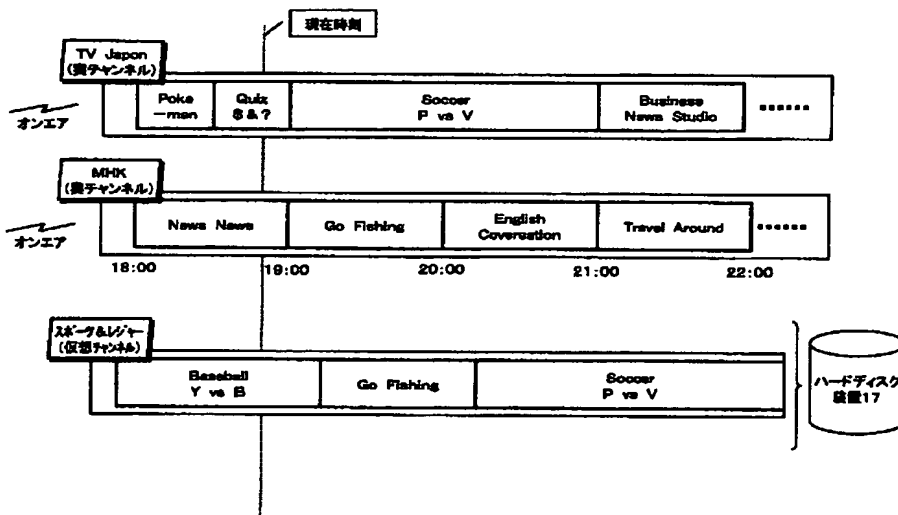 現在時刻
TV Japon
(実チャンネル)
オンエア
Poke
-mon
Quiz
$ & ?
Soccer
P vs V
Business
News Studio
……
MHK
(実チャンネル)
オンエア
News News
Go Fishing
English
Coversation
Travel Around
……
18:00
19:00
20:00
21:00
22:00
スポーツ&レジャー
(仮想チャンネル)
Baseball
Y vs B
Go Fishing
Soccer
P vs V
ハードディスク
装置17